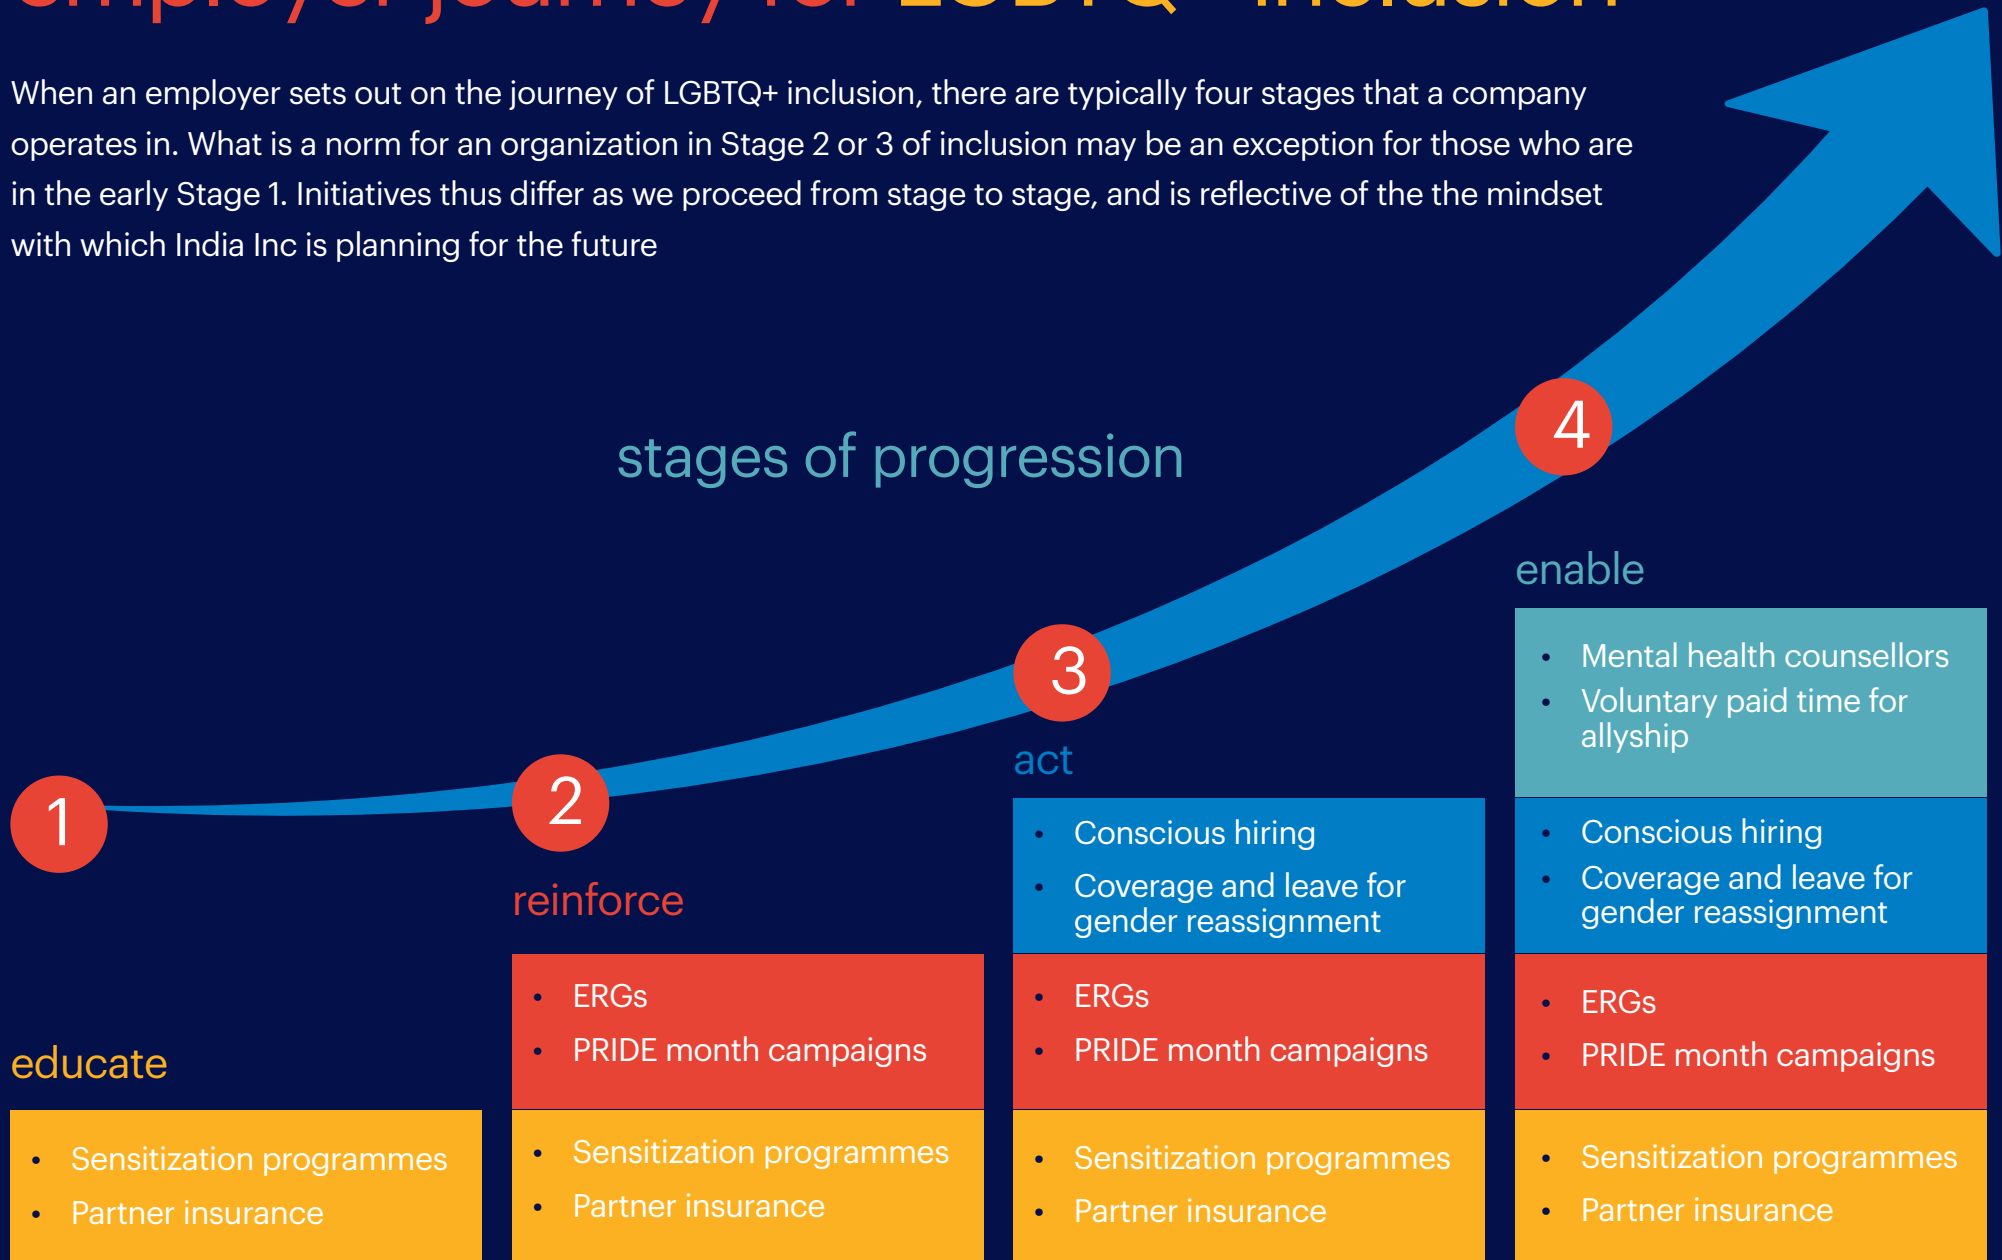 employer journey for LGBTQ+ inclusion
When an employer sets out on the journey of LGBTQ+ inclusion, there are typically four stages that a company
operates in. What is a norm for an organization in Stage 2 or 3 of inclusion may be an exception for those who are
in the early Stage 1. Initiatives thus differ as we proceed from stage to stage, and is reflective of the the mindset
with which India Inc is planning for the future
stages of progression
1
educate
• Sensitization programmes
• Partner insurance
2
reinforce
• ERGs
• PRIDE month campaigns
• Sensitization programmes
• Partner insurance
3
act
• Conscious hiring
• Coverage and leave for
gender reassignment
• ERGs
• PRIDE month campaigns
• Sensitization programmes
• Partner insurance
4
enable
• Mental health counsellors
• Voluntary paid time for
allyship
• Conscious hiring
• Coverage and leave for
gender reassignment
• ERGs
• PRIDE month campaigns
• Sensitization programmes
• Partner insurance